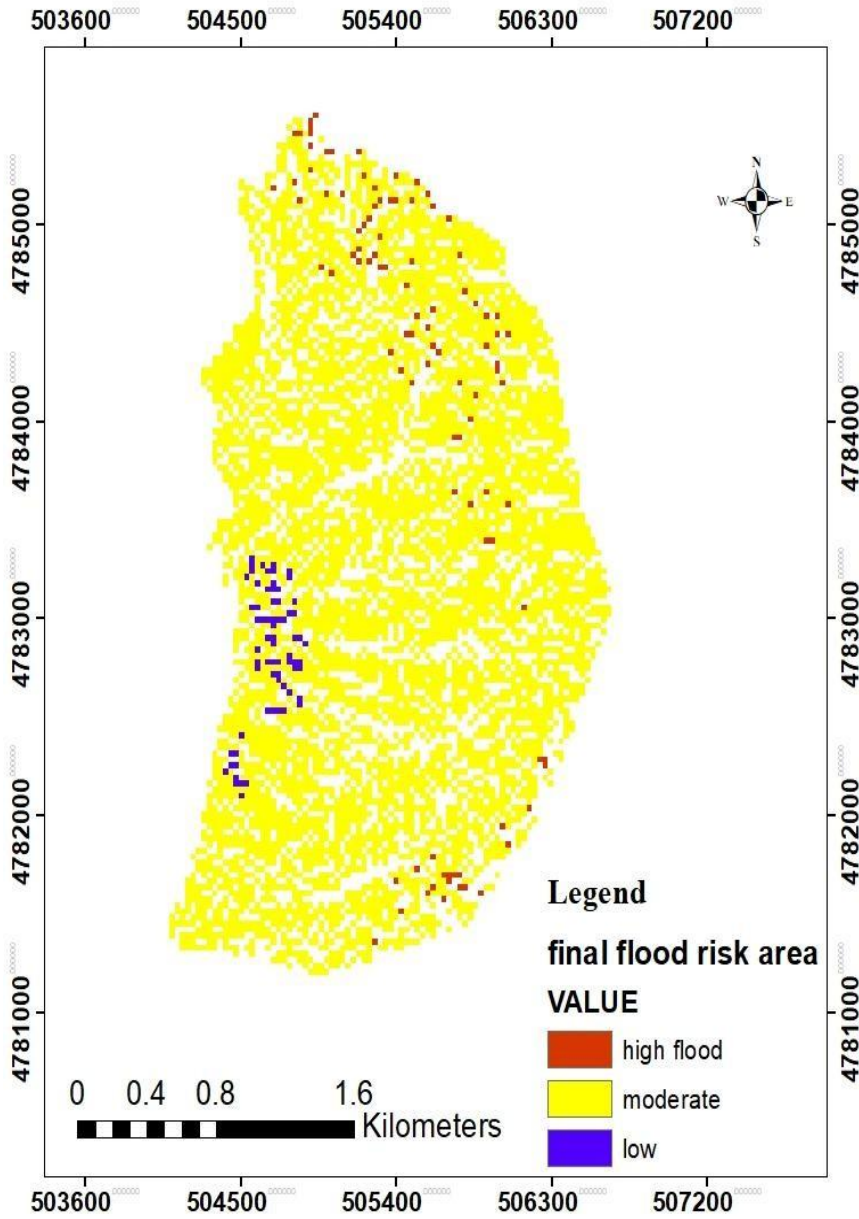 503600 504500 505400 506300 507200
N
W E
S
4785000 4785000
4784000 4784000
4783000 4783000
4782000 4782000
4781000 4781000
Legend
final flood risk area
VALUE
high flood
moderate
low
0 0.4 0.8 1.6
Kilometers
503600 504500 505400 506300 507200